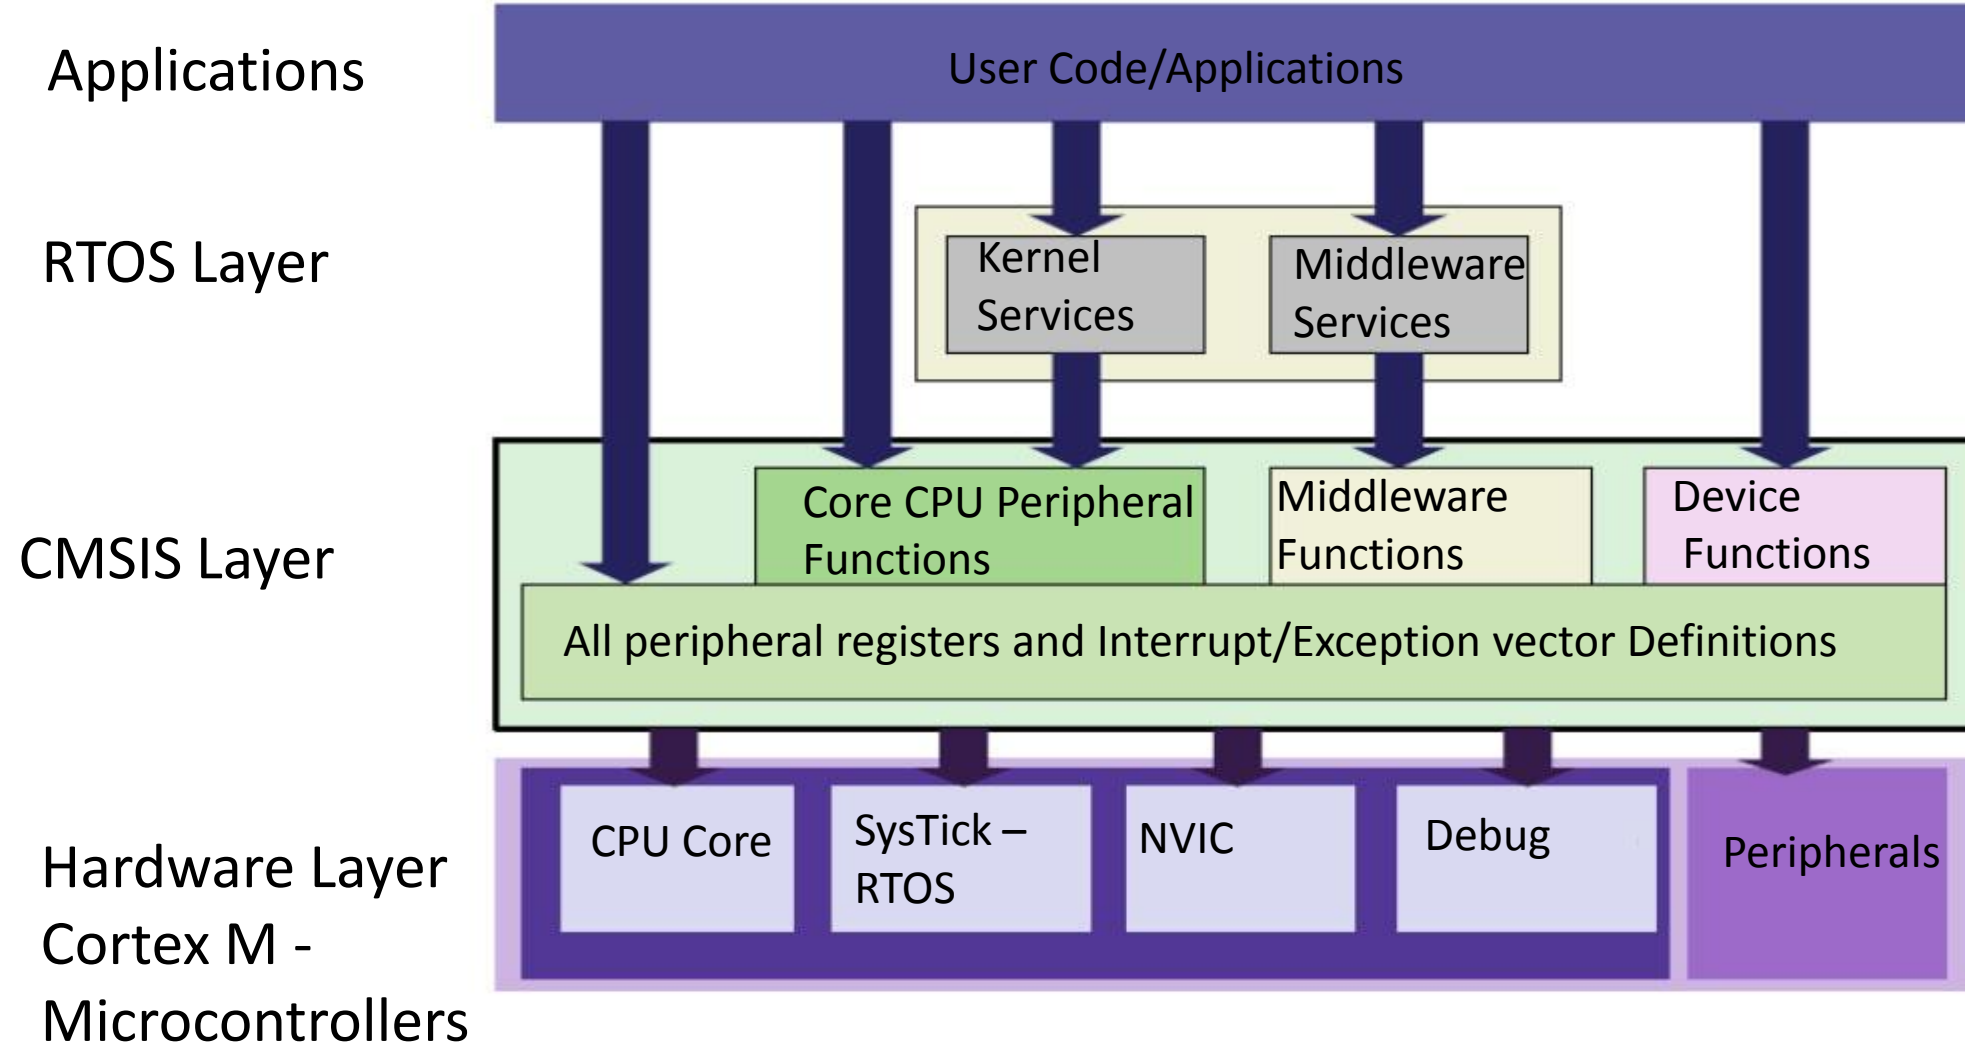 Applications
User Code/Applications
RTOS Layer
Kernel
Services
Middleware
Services
CMSIS Layer
Core CPU Peripheral
Functions
Middleware
Functions
Device
Functions
All peripheral registers and Interrupt/Exception vector Definitions
Hardware Layer
Cortex M -
Microcontrollers
CPU Core
SysTick –
RTOS
NVIC
Debug
Peripherals